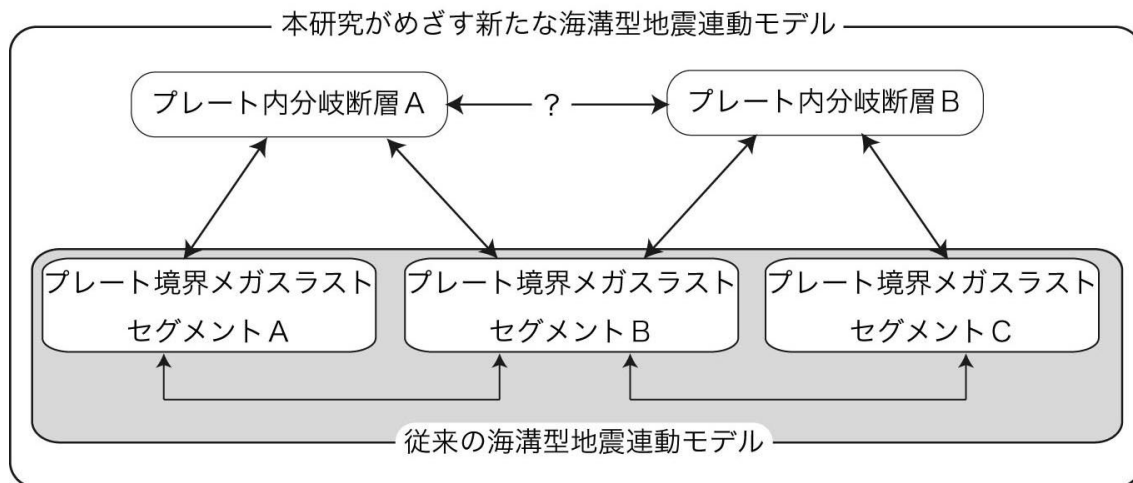 本研究がめざす新たな海溝型地震連動モデル
プレート内分岐断層A
?
プレート内分岐断層B
プレート境界メガスラスト
セグメントA
プレート境界メガスラスト
セグメントB
プレート境界メガスラスト
セグメントC
従来の海溝型地震連動モデル